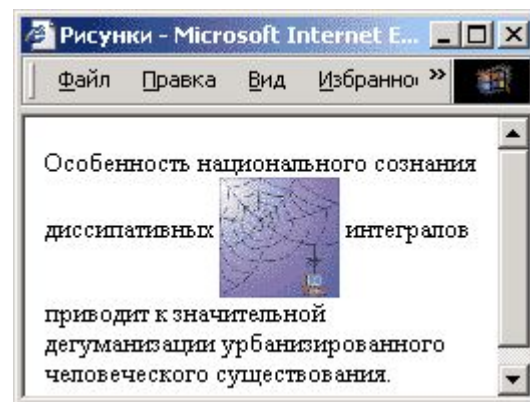 Рисунки - Microsoft Internet E...
Файл Правка Вид Избранно »
Особенность национального сознания
диссипативных интегралов
приводит к значительной
дегуманизации урбанизированного
человеческого существования.